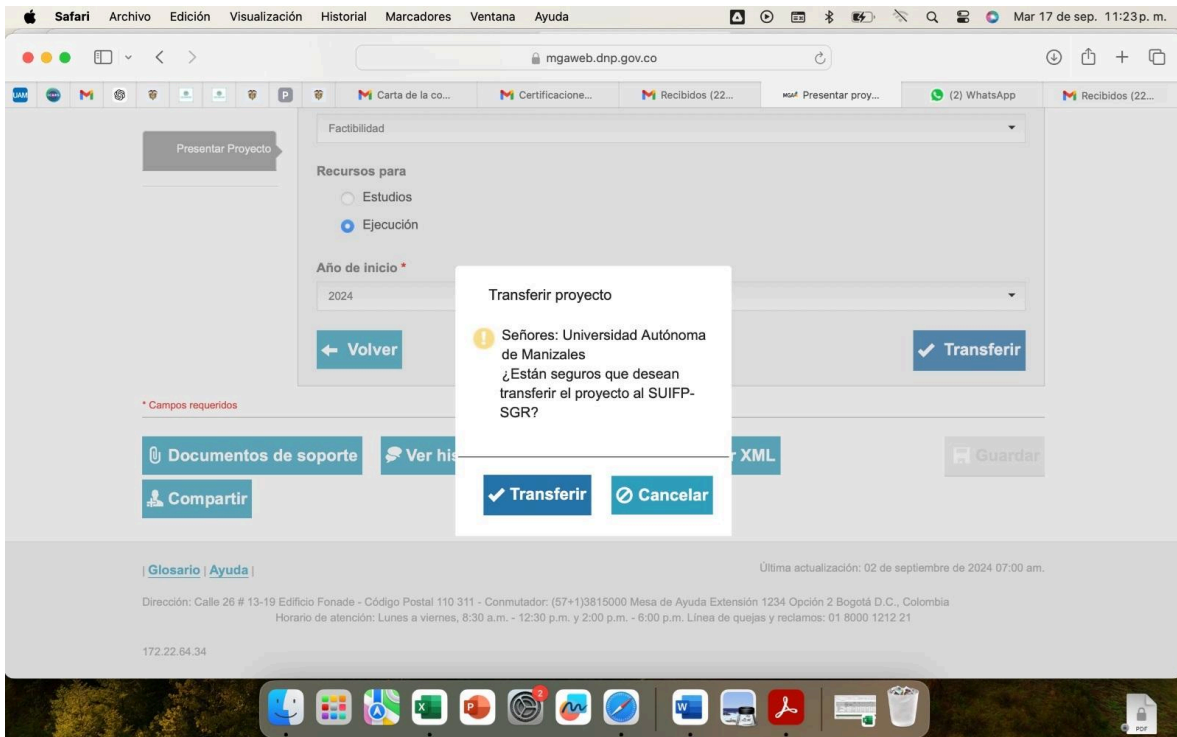 Safari Archivo Edición Visualización Historial Marcadores Ventana Ayuda Mar 17 de sep. 11:23 p. m.
mgaweb.dnp.gov.co
UAM P Carta de la co... Certificacione... Recibidos (22... MGA Presentar proy... (2) WhatsApp Recibidos (22...
Factibilidad
Presentar Proyecto
Recursos para
Estudios
Ejecución
Año de inicio *
2024
Transferir proyecto
Señores: Universidad Autónoma
de Manizales
¿Están seguros que desean
transferir el proyecto al SUIFP-
SGR?
Transferir Cancelar
Volver Transferir
* Campos requeridos
Documentos de soporte Ver his r XML Guardar
Compartir
| Glosario | Ayuda | Última actualización: 02 de septiembre de 2024 07:00 am.
Dirección: Calle 26 # 13-19 Edificio Fonade - Código Postal 110 311 - Conmutador: (57+1)3815000 Mesa de Ayuda Extensión 1234 Opción 2 Bogotá D.C., Colombia
Horario de atención: Lunes a viernes, 8:30 a.m. - 12:30 p.m. y 2:00 p.m. - 6:00 p.m. Línea de quejas y reclamos: 01 8000 1212 21
172.22.64.34
2
PDF